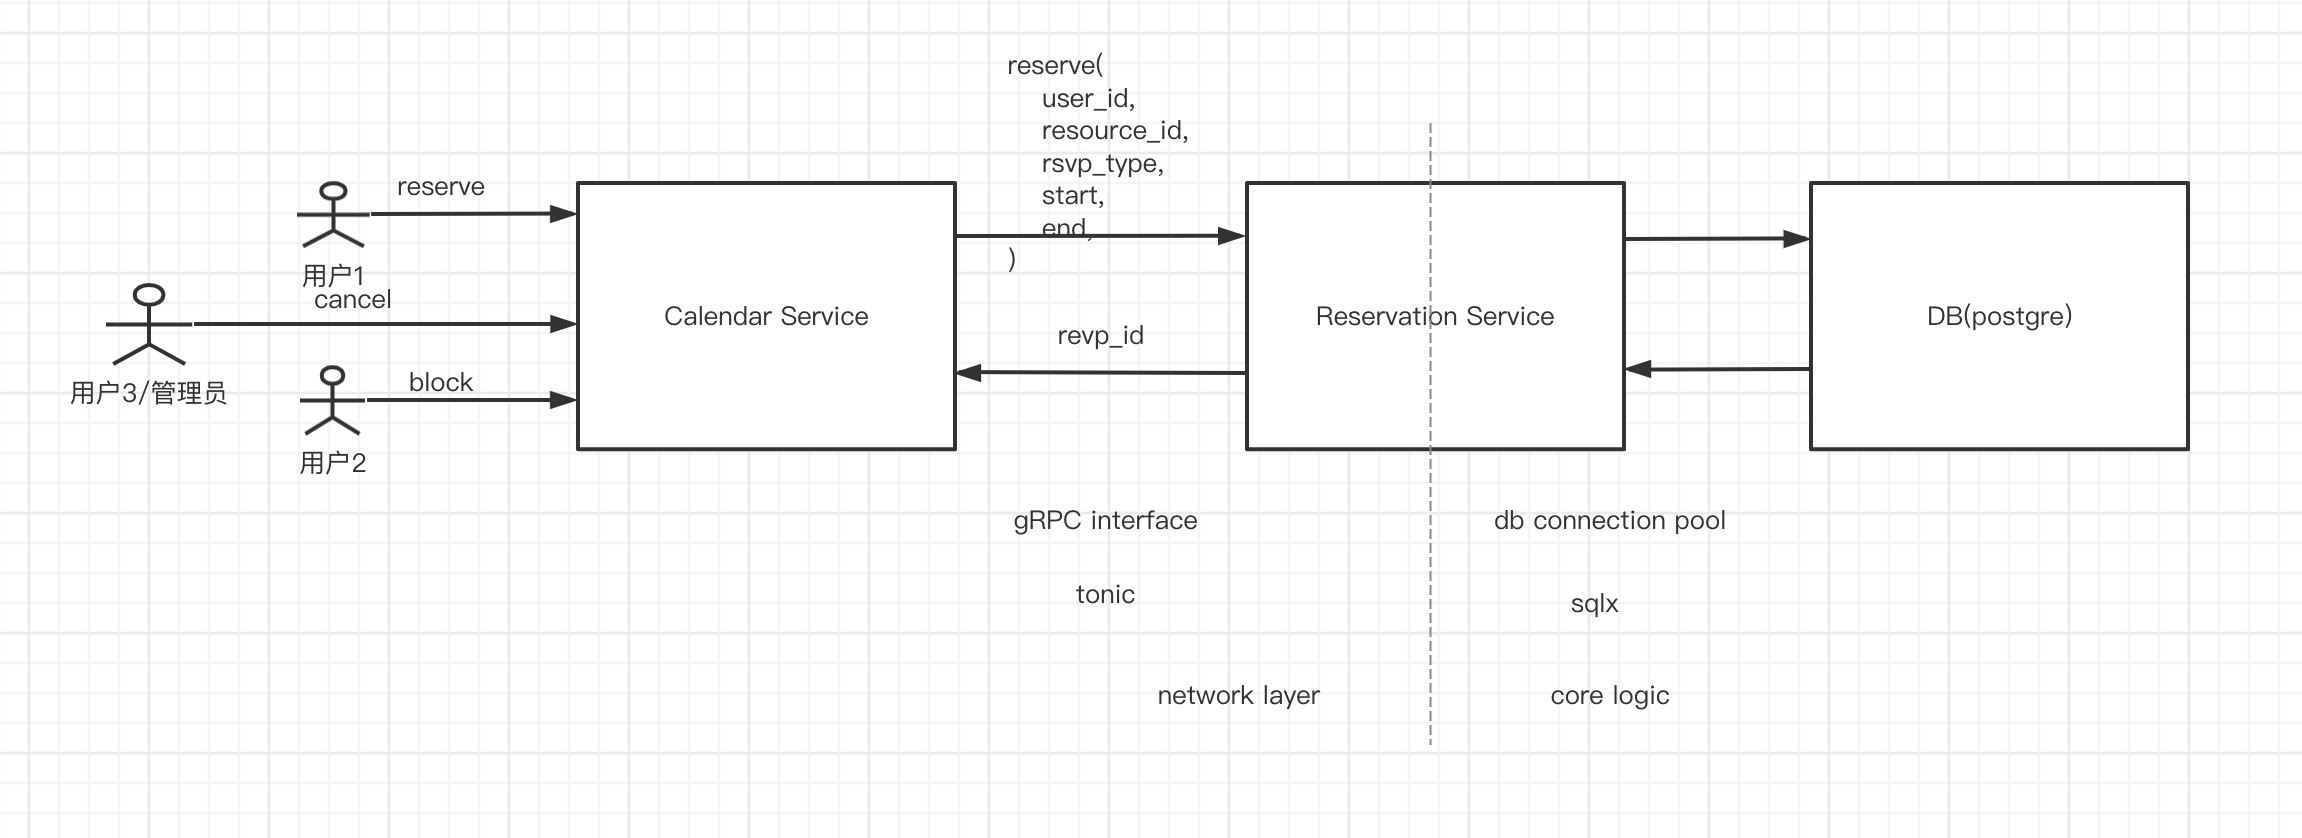 reserve(
user_id,
resource_id,
rsvp_type,
start,
end,
)
reserve
用户1
cancel
用户3/管理员
block
用户2
Calendar Service
revp_id
Reservation Service
DB(postgre)
gRPC interface
db connection pool
tonic
sqlx
network layer
core logic